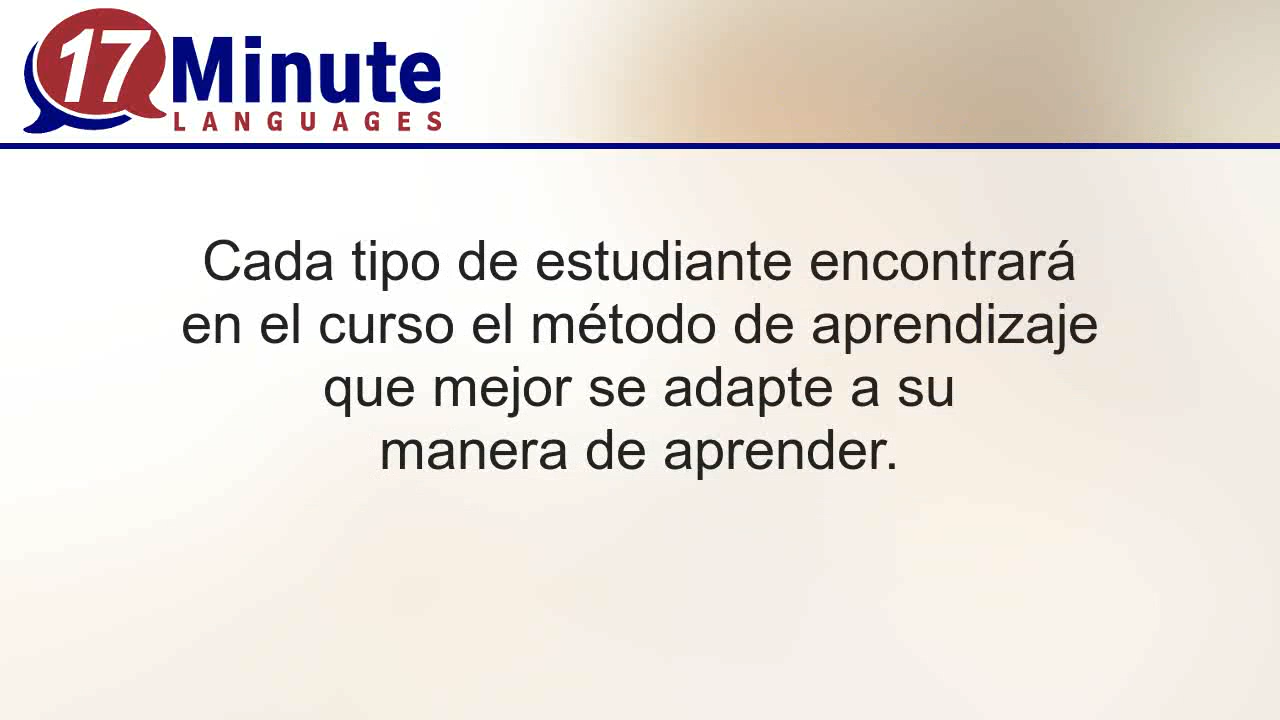 17 Minute
LANGUAGES
Cada tipo de estudiante encontrará
en el curso el método de aprendizaje
que mejor se adapte a su
manera de aprender.